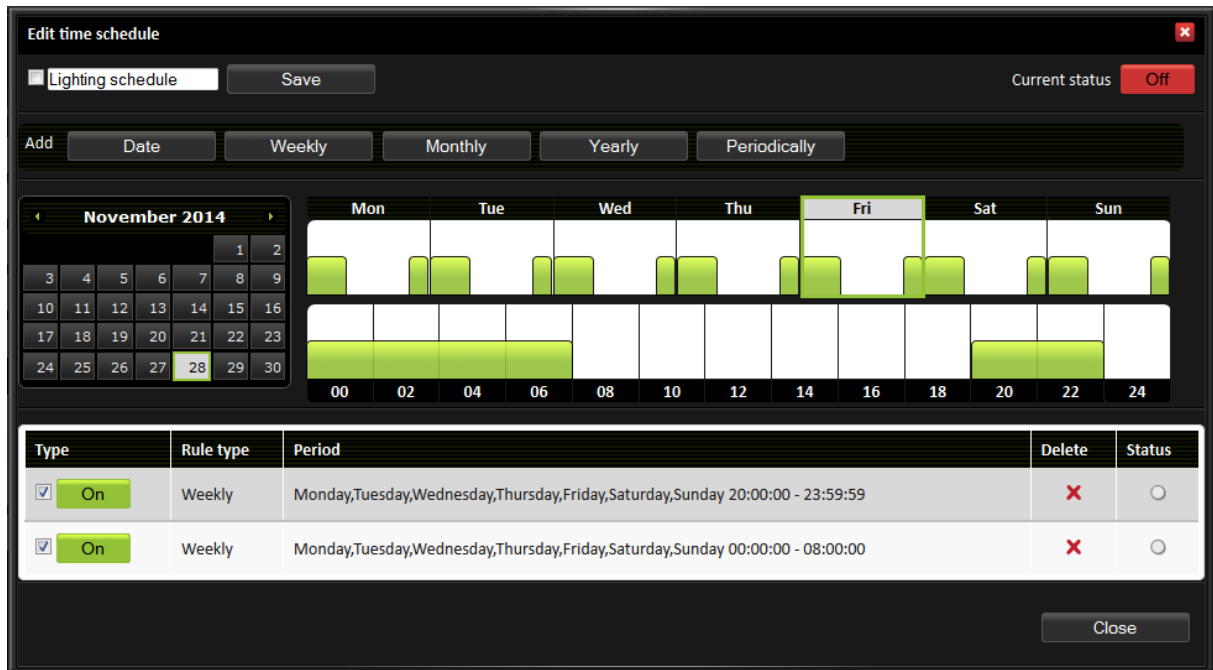 Edit time schedule
Lighting schedule Save Current status Off
Add Date Weekly Monthly Yearly Periodically
November 2014
1 2
3 4 5 6 7 8 9
10 11 12 13 14 15 16
17 18 19 20 21 22 23
24 25 26 27 28 29 30
Mon Tue Wed Thu Fri Sat Sun
00 02 04 06 08 10 12 14 16 18 20 22 24
Type Rule type Period Delete Status
On Weekly Monday,Tuesday,Wednesday,Thursday,Friday,Saturday,Sunday 20:00:00 - 23:59:59
On Weekly Monday,Tuesday,Wednesday,Thursday,Friday,Saturday,Sunday 00:00:00 - 08:00:00
Close